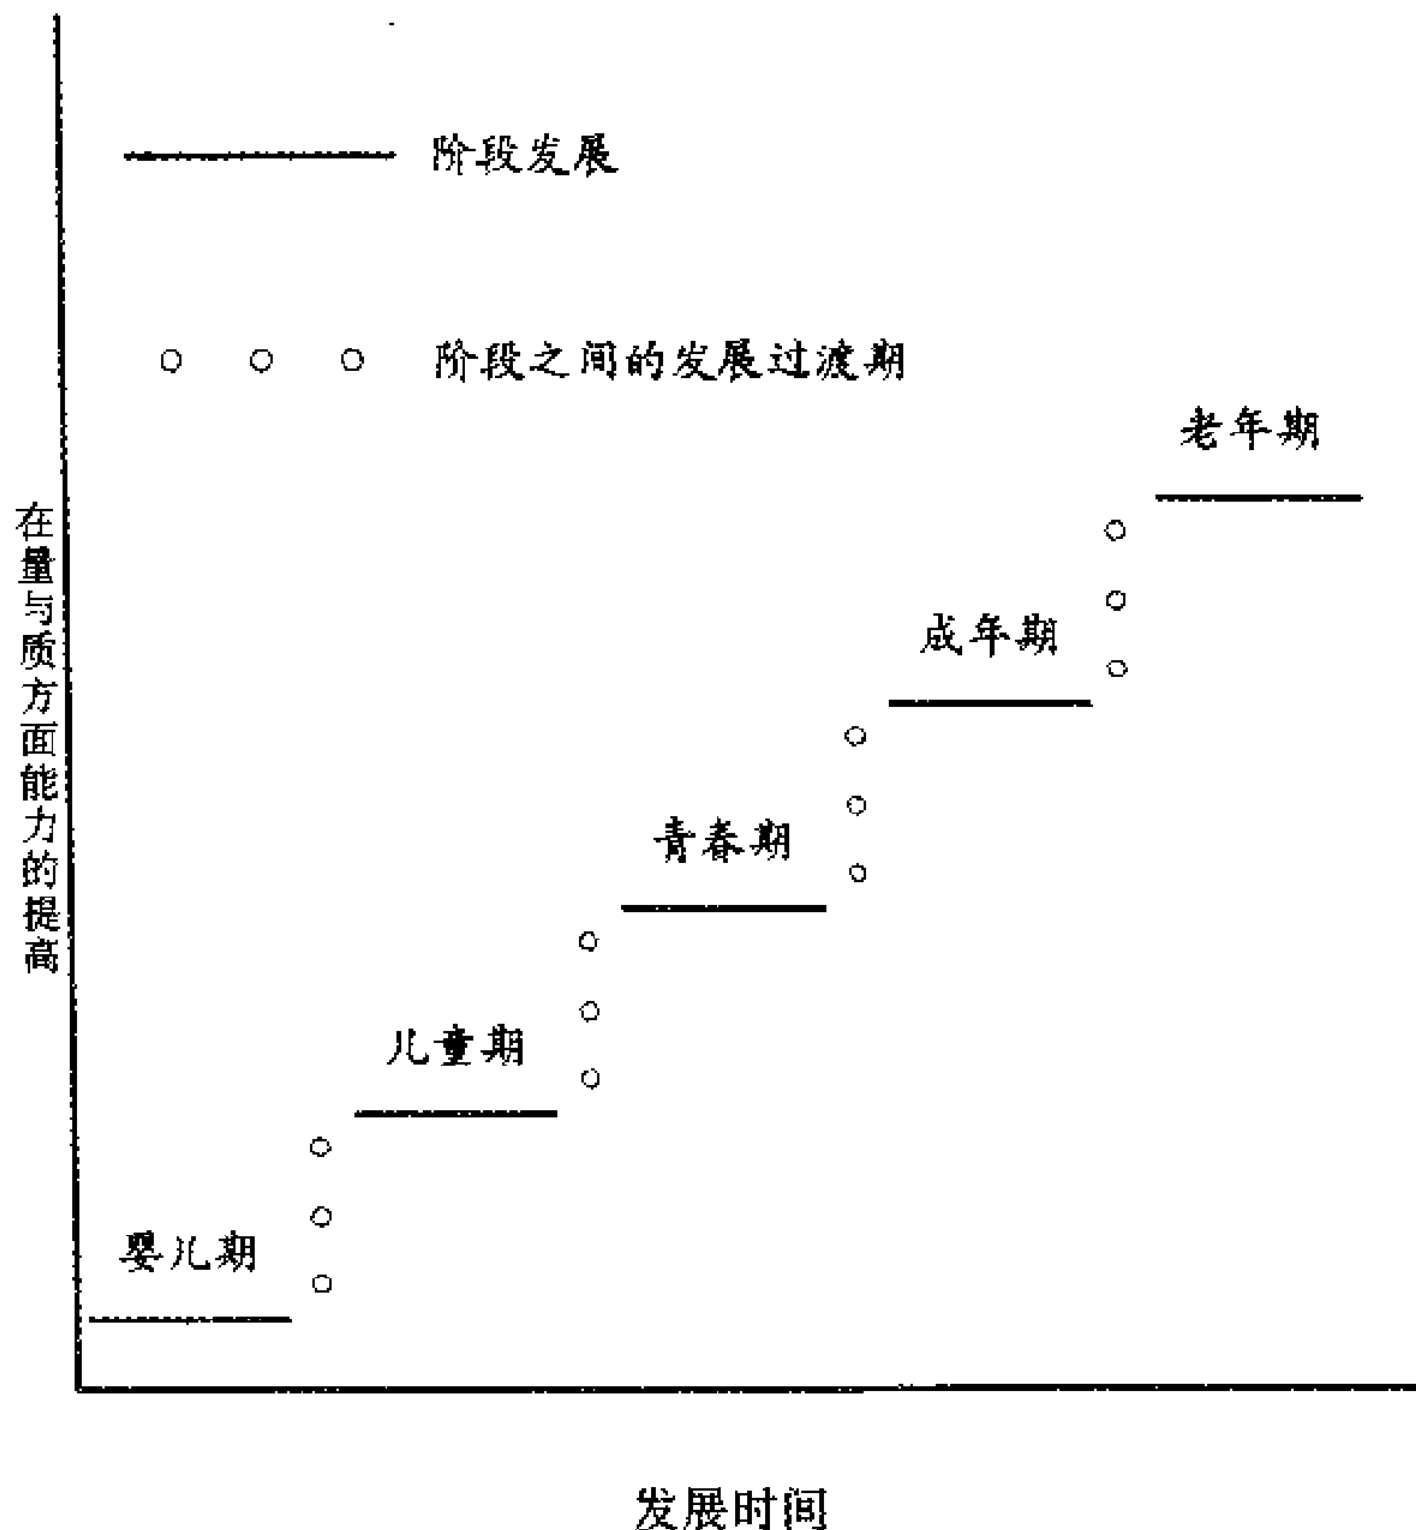 阶段发展
阶段之间的发展过渡期
老年期
成年期
青春期
儿童期
婴儿期
在量与质方面能力的提高
发展时间